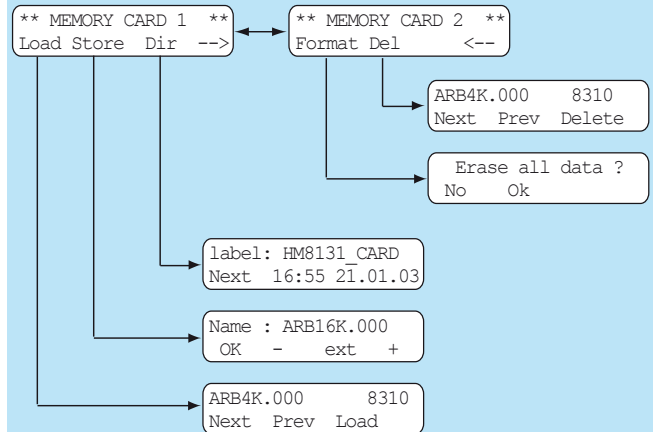 ** MEMORY CARD 1 **
Load Store Dir -->
** MEMORY CARD 2 **
Format Del <--
ARB4K.000 8310
Next Prev Delete
Erase all data ?
No Ok
label: HM8131_CARD
Next 16:55 21.01.03
Name : ARB16K.000
OK - ext +
ARB4K.000 8310
Next Prev Load